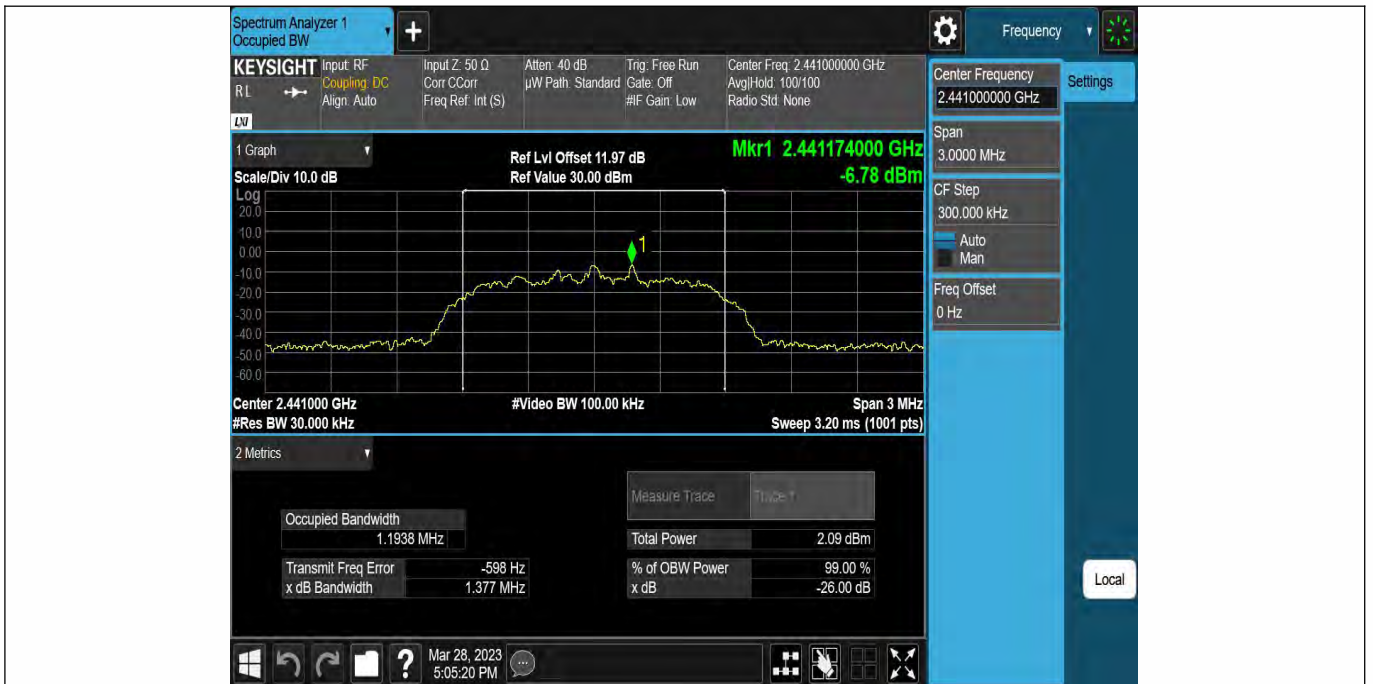 Spectrum Analyzer 1
Occupied BW
+
Frequency
KEYSIGHT
RL
LXI
Input: RF
Coupling: DC
Align: Auto
Input Z: 50 Ω
Corr CCorr
Freq Ref: Int (S)
Atten: 40 dB
µW Path: Standard
Trig: Free Run
Gate: Off
#IF Gain: Low
Center Freq: 2.441000000 GHz
Avg|Hold: 100/100
Radio Std: None
Center Frequency
2.441000000 GHz
Settings
Span
3.0000 MHz
CF Step
300.000 kHz
Auto
Man
Freq Offset
0 Hz
1 Graph
Scale/Div 10.0 dB
Ref Lvl Offset 11.97 dB
Ref Value 30.00 dBm
Mkr1 2.441174000 GHz
-6.78 dBm
Log
20.0
10.0
0.00
-10.0
-20.0
-30.0
-40.0
-50.0
-60.0
1
Center 2.441000 GHz
#Video BW 100.00 kHz
Span 3 MHz
#Res BW 30.000 kHz
Sweep 3.20 ms (1001 pts)
2 Metrics
Measure Trace
Trace 1
Occupied Bandwidth
1.1938 MHz
Total Power 2.09 dBm
Transmit Freq Error -598 Hz
% of OBW Power 99.00 %
x dB Bandwidth 1.377 MHz
x dB -26.00 dB
Local
?
Mar 28, 2023
5:05:20 PM